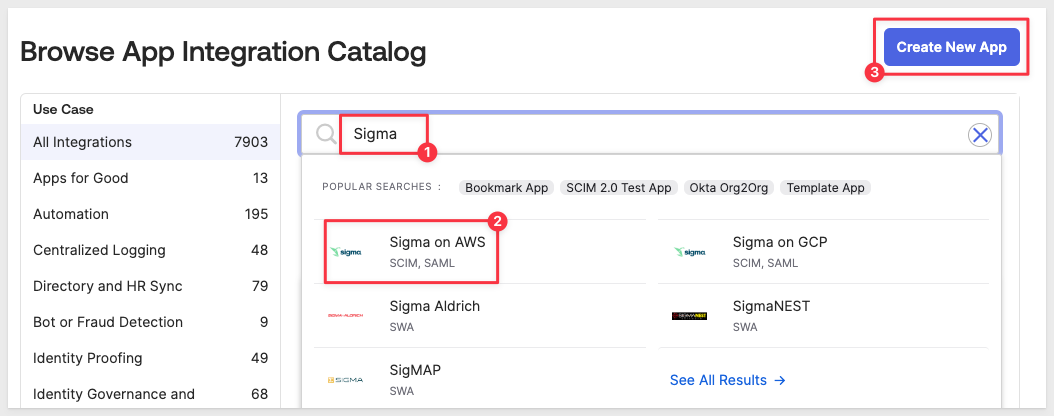 Browse App Integration Catalog
Create New App
3
Use Case
All Integrations 7903
Apps for Good 13
Automation 195
Centralized Logging 48
Directory and HR Sync 79
Bot or Fraud Detection 9
Identity Proofing 49
Identity Governance and 68
Sigma
1
POPULAR SEARCHES : Bookmark App SCIM 2.0 Test App Okta Org2Org Template App
2
sigma
Sigma on AWS
SCIM, SAML
sigma
Sigma on GCP
SCIM, SAML
SIGMA-ALDRICH
Sigma Aldrich
SWA
SIGMANEST
SigmaNEST
SWA
SIGMA
SigMAP
SWA
See All Results →